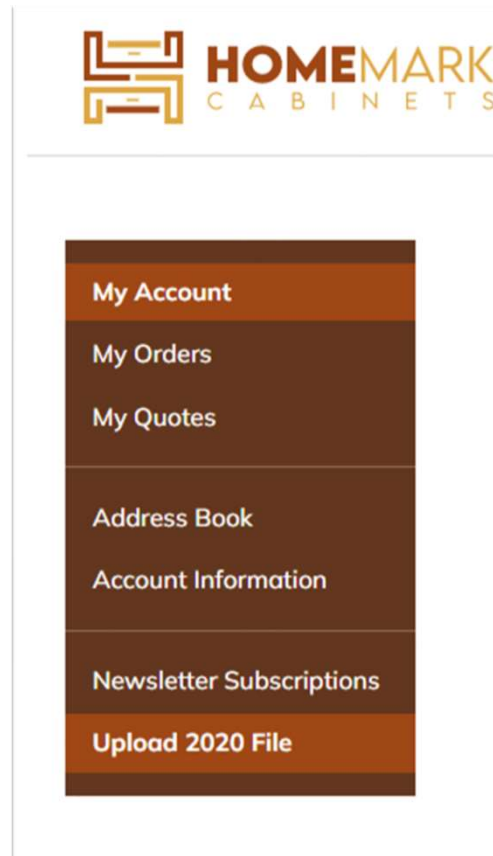 HOMEMARK
CABINETS
My Account
My Orders
My Quotes
Address Book
Account Information
Newsletter Subscriptions
Upload 2020 File